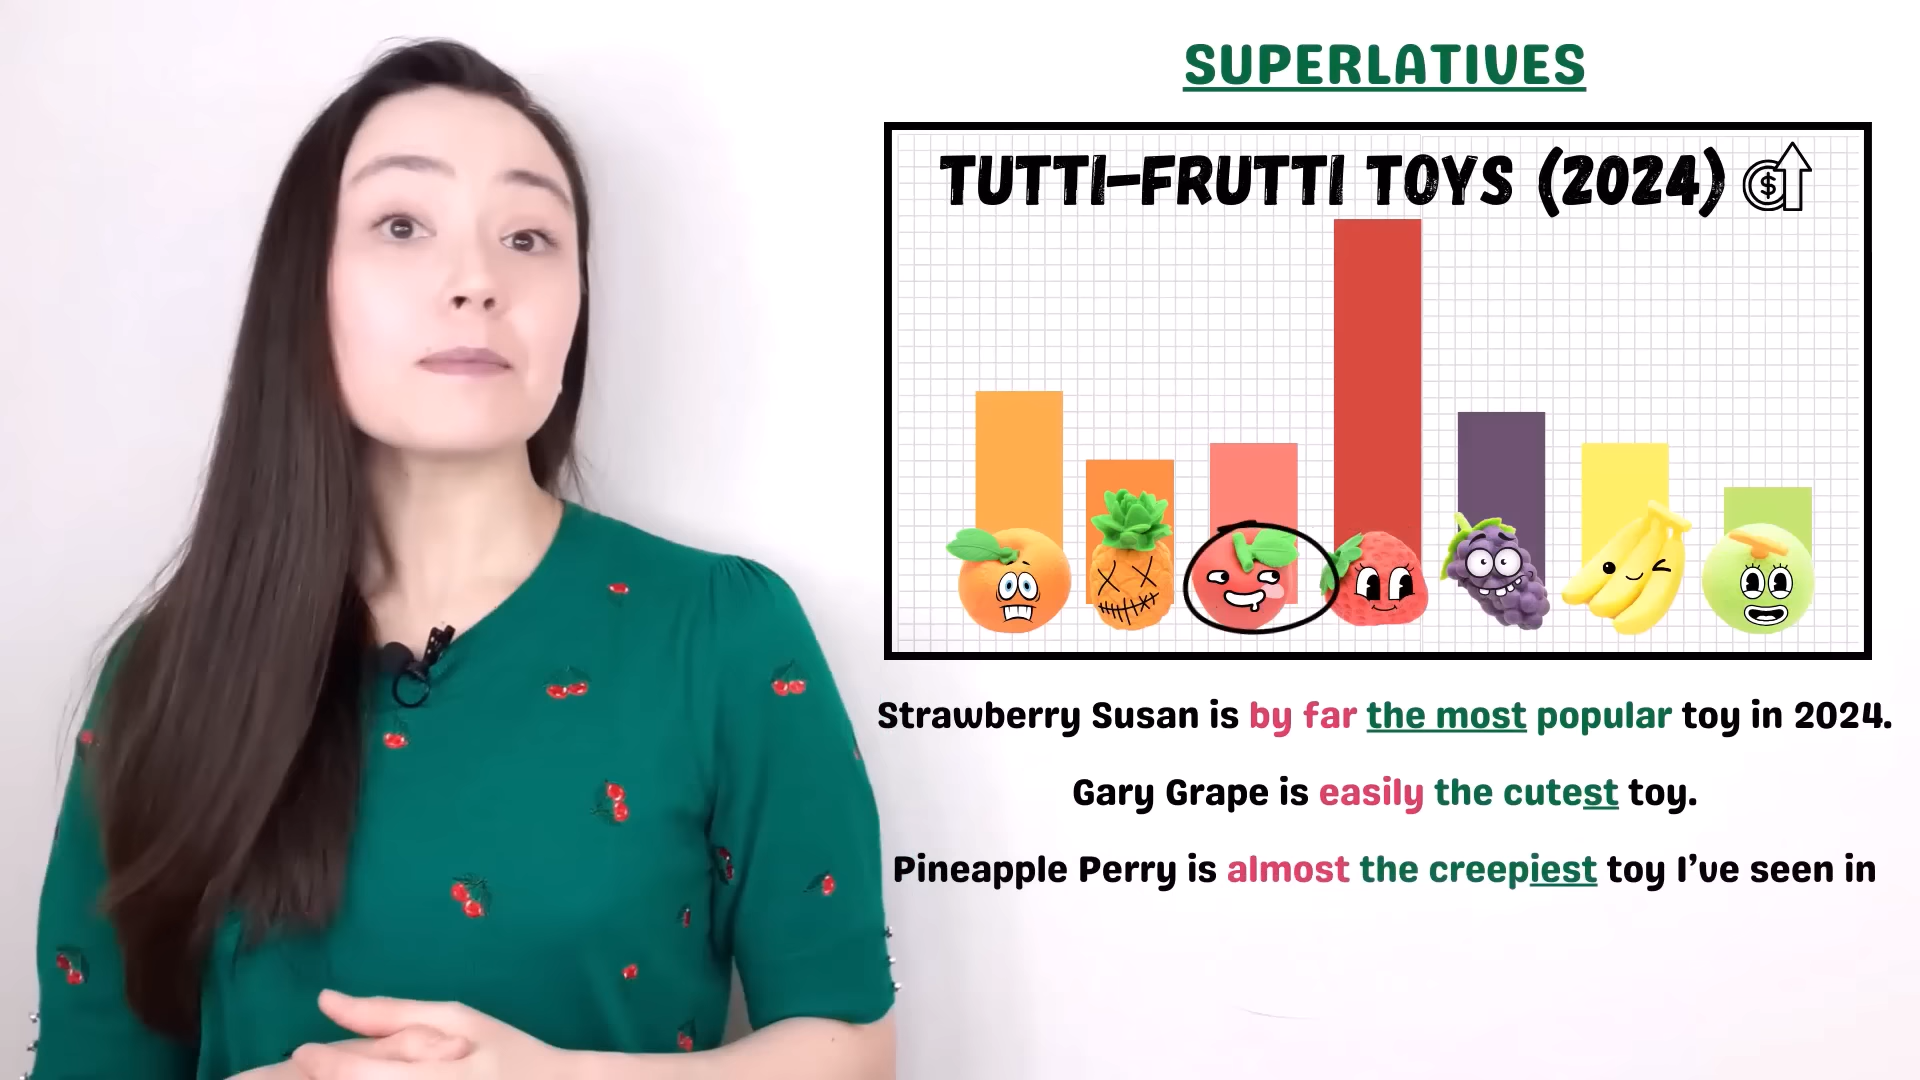 SUPERLATIVES
TUTTI-FRUTTI TOYS (2024) $
Strawberry Susan is by far the most popular toy in 2024.
Gary Grape is easily the cutest toy.
Pineapple Perry is almost the creepiest toy I’ve seen in